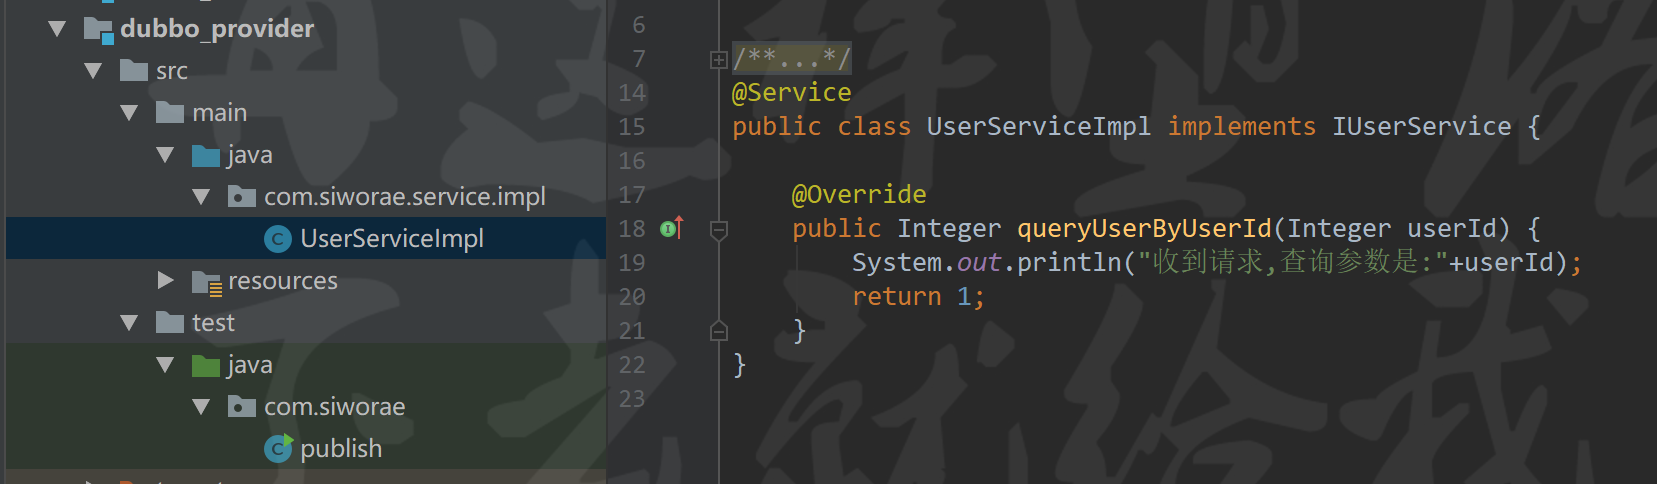 dubbo_provider
src
main
java
com.siworae.service.impl
UserServiceImpl
resources
test
java
com.siworae
publish
6
7 /**...*/
14 @Service
15 public class UserServiceImpl implements IUserService {
16
17 @Override
18 public Integer queryUserByUserId(Integer userId) {
19 System.out.println("收到请求,查询参数是:"+userId);
20 return 1;
21 }
22 }
23